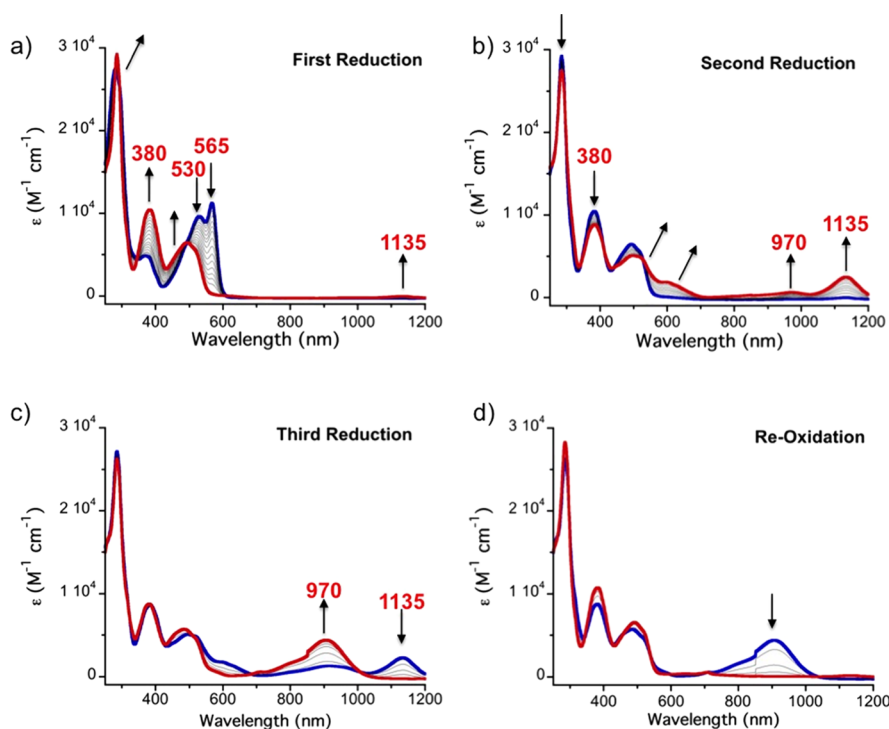 a)
First Reduction
3 10⁴
2 10⁴
1 10⁴
0
ε (M⁻¹ cm⁻¹)
380
530
565
1135
400 600 800 1000 1200
Wavelength (nm)
b)
Second Reduction
3 10⁴
2 10⁴
1 10⁴
0
ε (M⁻¹ cm⁻¹)
380
970
1135
400 600 800 1000 1200
Wavelength (nm)
c)
Third Reduction
3 10⁴
2 10⁴
1 10⁴
0
ε (M⁻¹ cm⁻¹)
970
1135
400 600 800 1000 1200
Wavelength (nm)
d)
Re-Oxidation
3 10⁴
2 10⁴
1 10⁴
0
ε (M⁻¹ cm⁻¹)
400 600 800 1000 1200
Wavelength (nm)